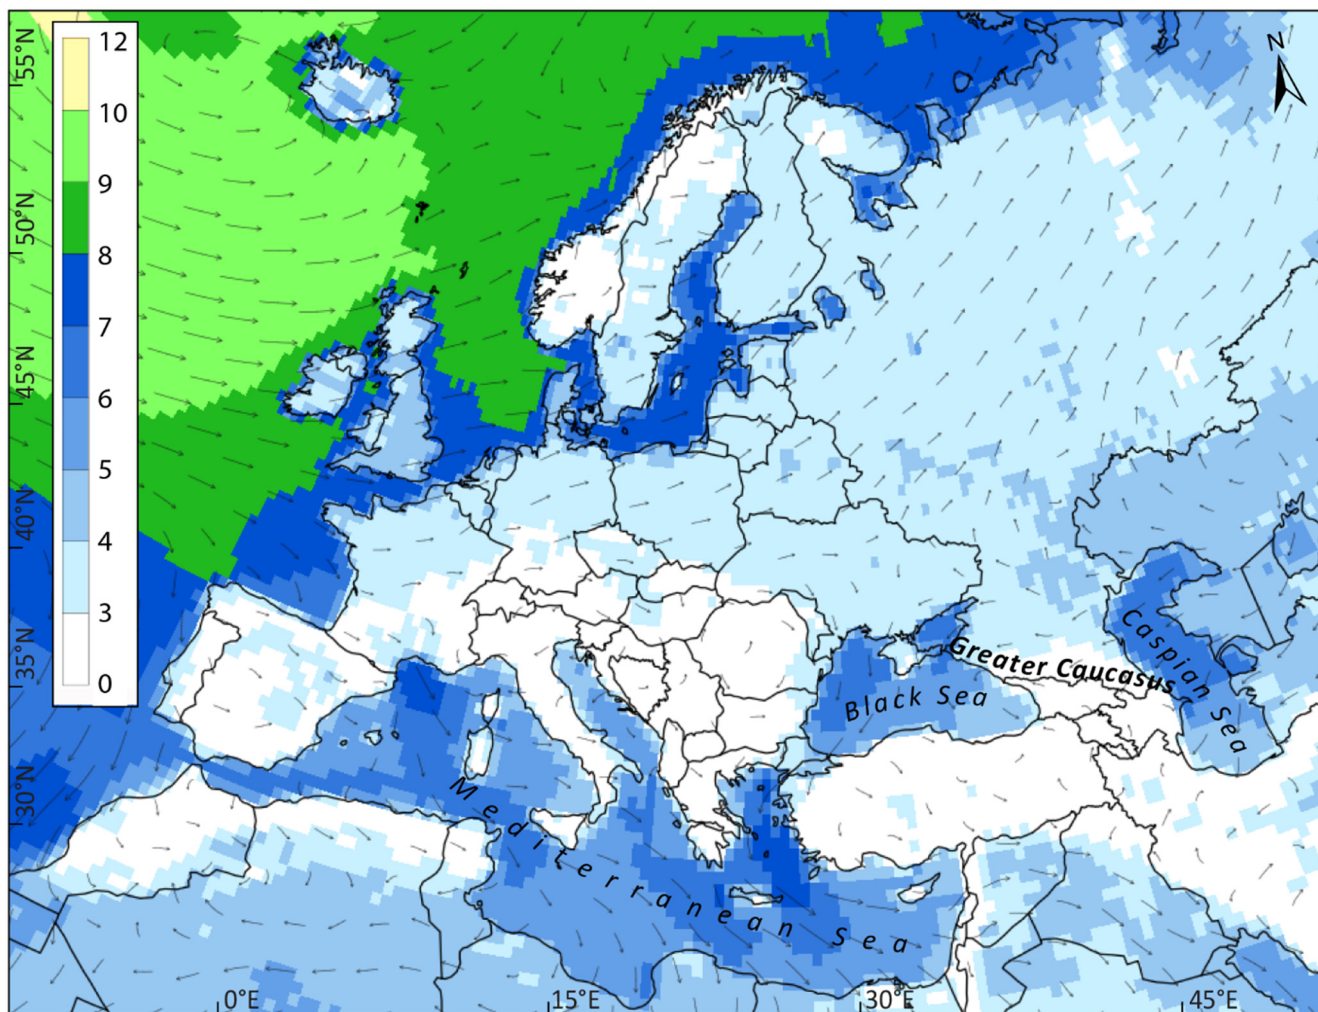 N
12
10
9
8
7
6
5
4
3
0
55°N
50°N
45°N
40°N
35°N
30°N
0°E
15°E
30°E
45°E
Greater Caucasus
Caspian Sea
Black Sea
Mediterranean Sea